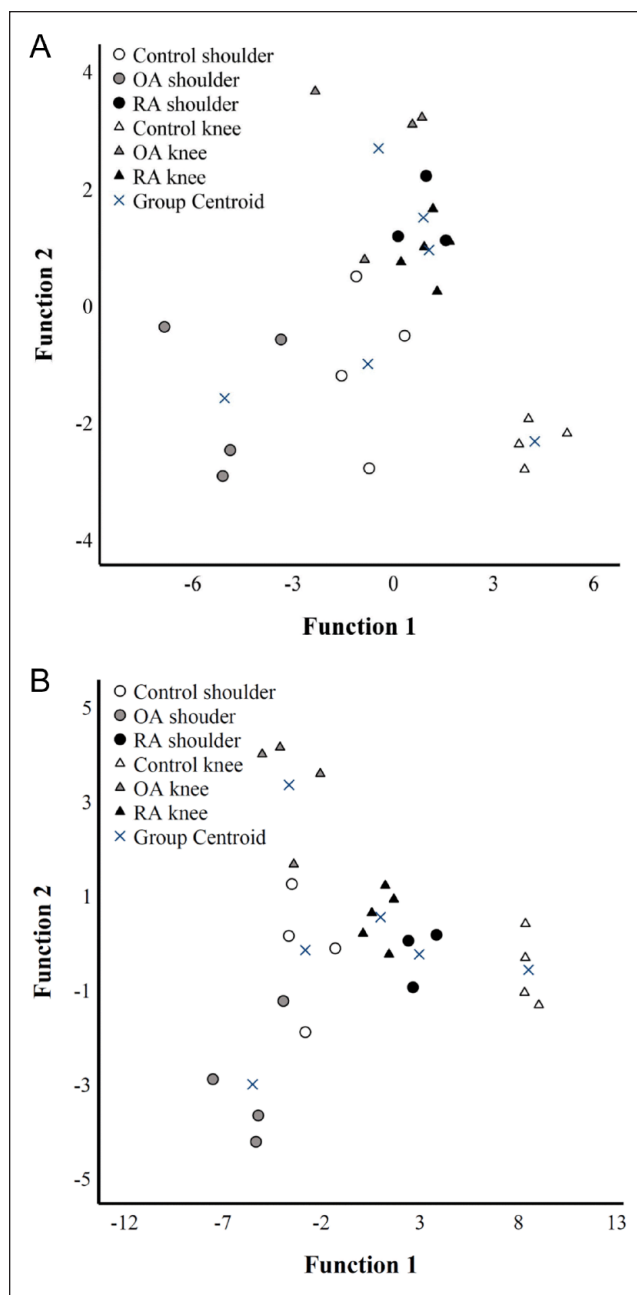 A
Control shoulder
OA shoulder
RA shoulder
Control knee
OA knee
RA knee
Group Centroid
4
2
0
-2
-4
Function 2
-6 -3 0 3 6
Function 1
B
Control shoulder
OA shouder
RA shoulder
Control knee
OA knee
RA knee
Group Centroid
5
3
1
-1
-3
-5
Function 2
-12 -7 -2 3 8 13
Function 1